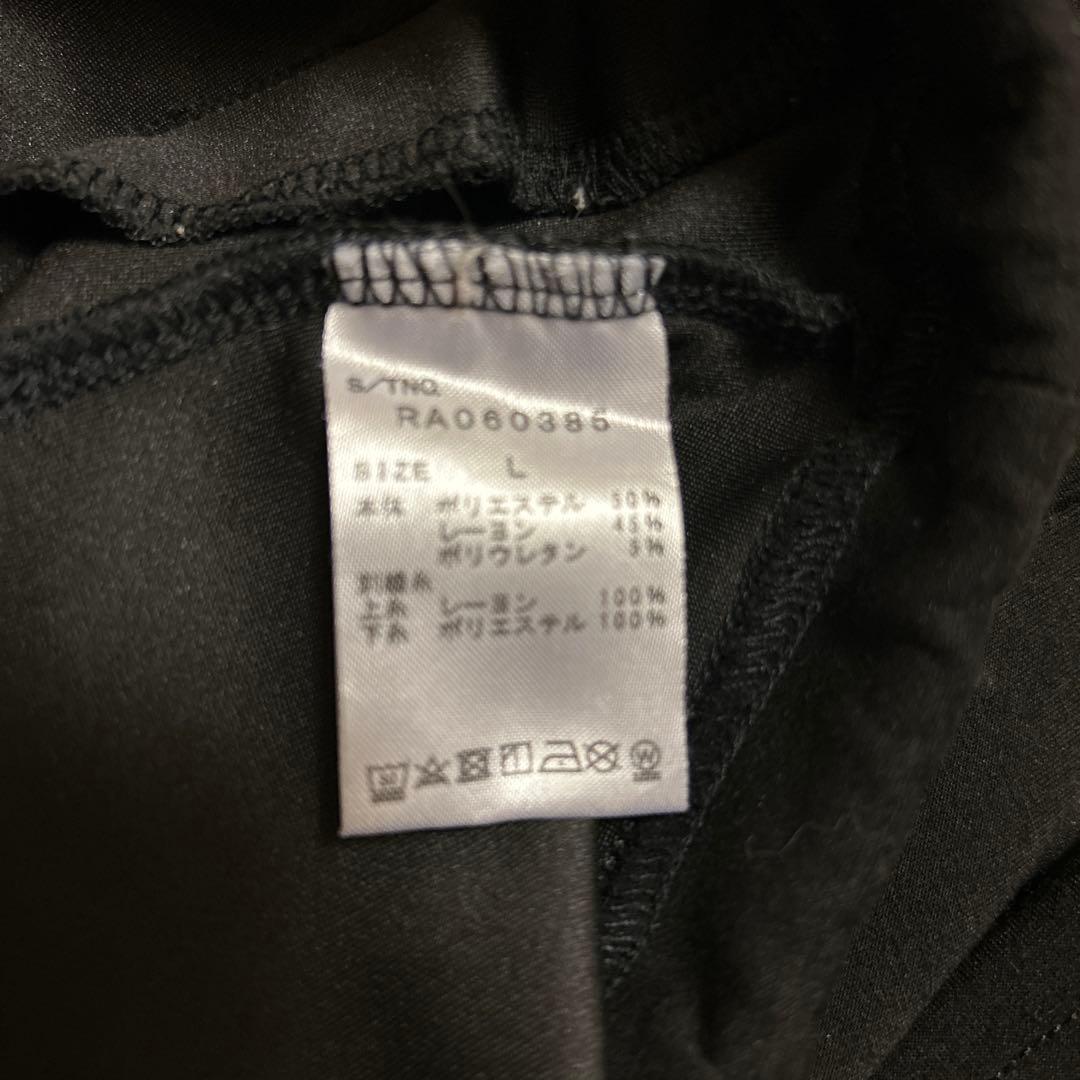 S/TNO.
RA060385
SIZE L
本体 ポリエステル 50%
レーヨン 45%
ポリウレタン 5%
刺繍糸
上糸 レーヨン 100%
下糸 ポリエステル 100%
W